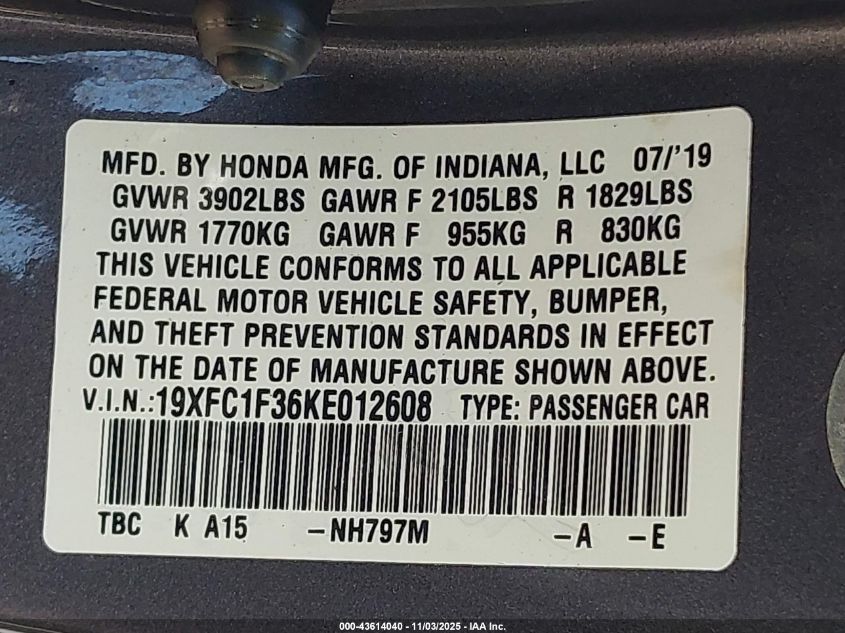 MFD. BY HONDA MFG. OF INDIANA, LLC 07/'19
GVWR 3902LBS GAWR F 2105LBS R 1829LBS
GVWR 1770KG GAWR F 955KG R 830KG
THIS VEHICLE CONFORMS TO ALL APPLICABLE
FEDERAL MOTOR VEHICLE SAFETY, BUMPER,
AND THEFT PREVENTION STANDARDS IN EFFECT
ON THE DATE OF MANUFACTURE SHOWN ABOVE.
V.I.N.:19XFC1F36KE012608 TYPE: PASSENGER CAR
TBC K A15 –NH797M –A –E
000-43614040 - 11/03/2025 - IAA Inc.